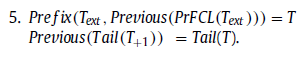 5. Prefix(Text, Previous(PrFCL(Text))) = T
Previous(Tail(T+1)) = Tail(T).